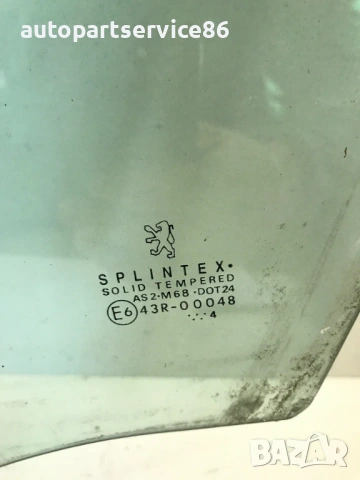 autopartservice86
SPLINTEX.
SOLID TEMPERED
AS2·M68·DOT24
E6 43R-00048
∵∴4
BAZAR